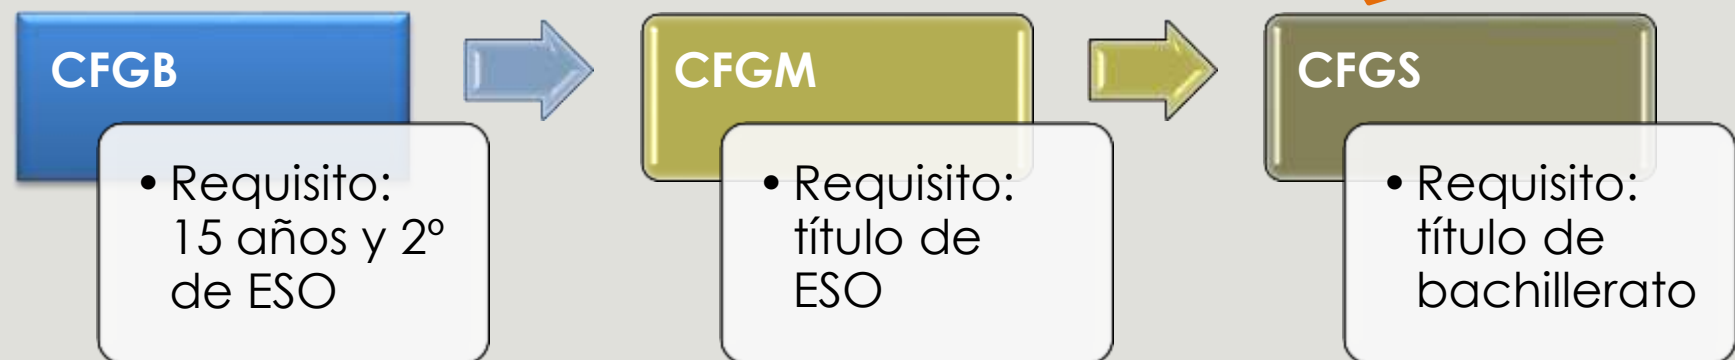 CFGB
• Requisito:
15 años y 2º
de ESO
CFGM
• Requisito:
título de
ESO
CFGS
• Requisito:
título de
bachillerato